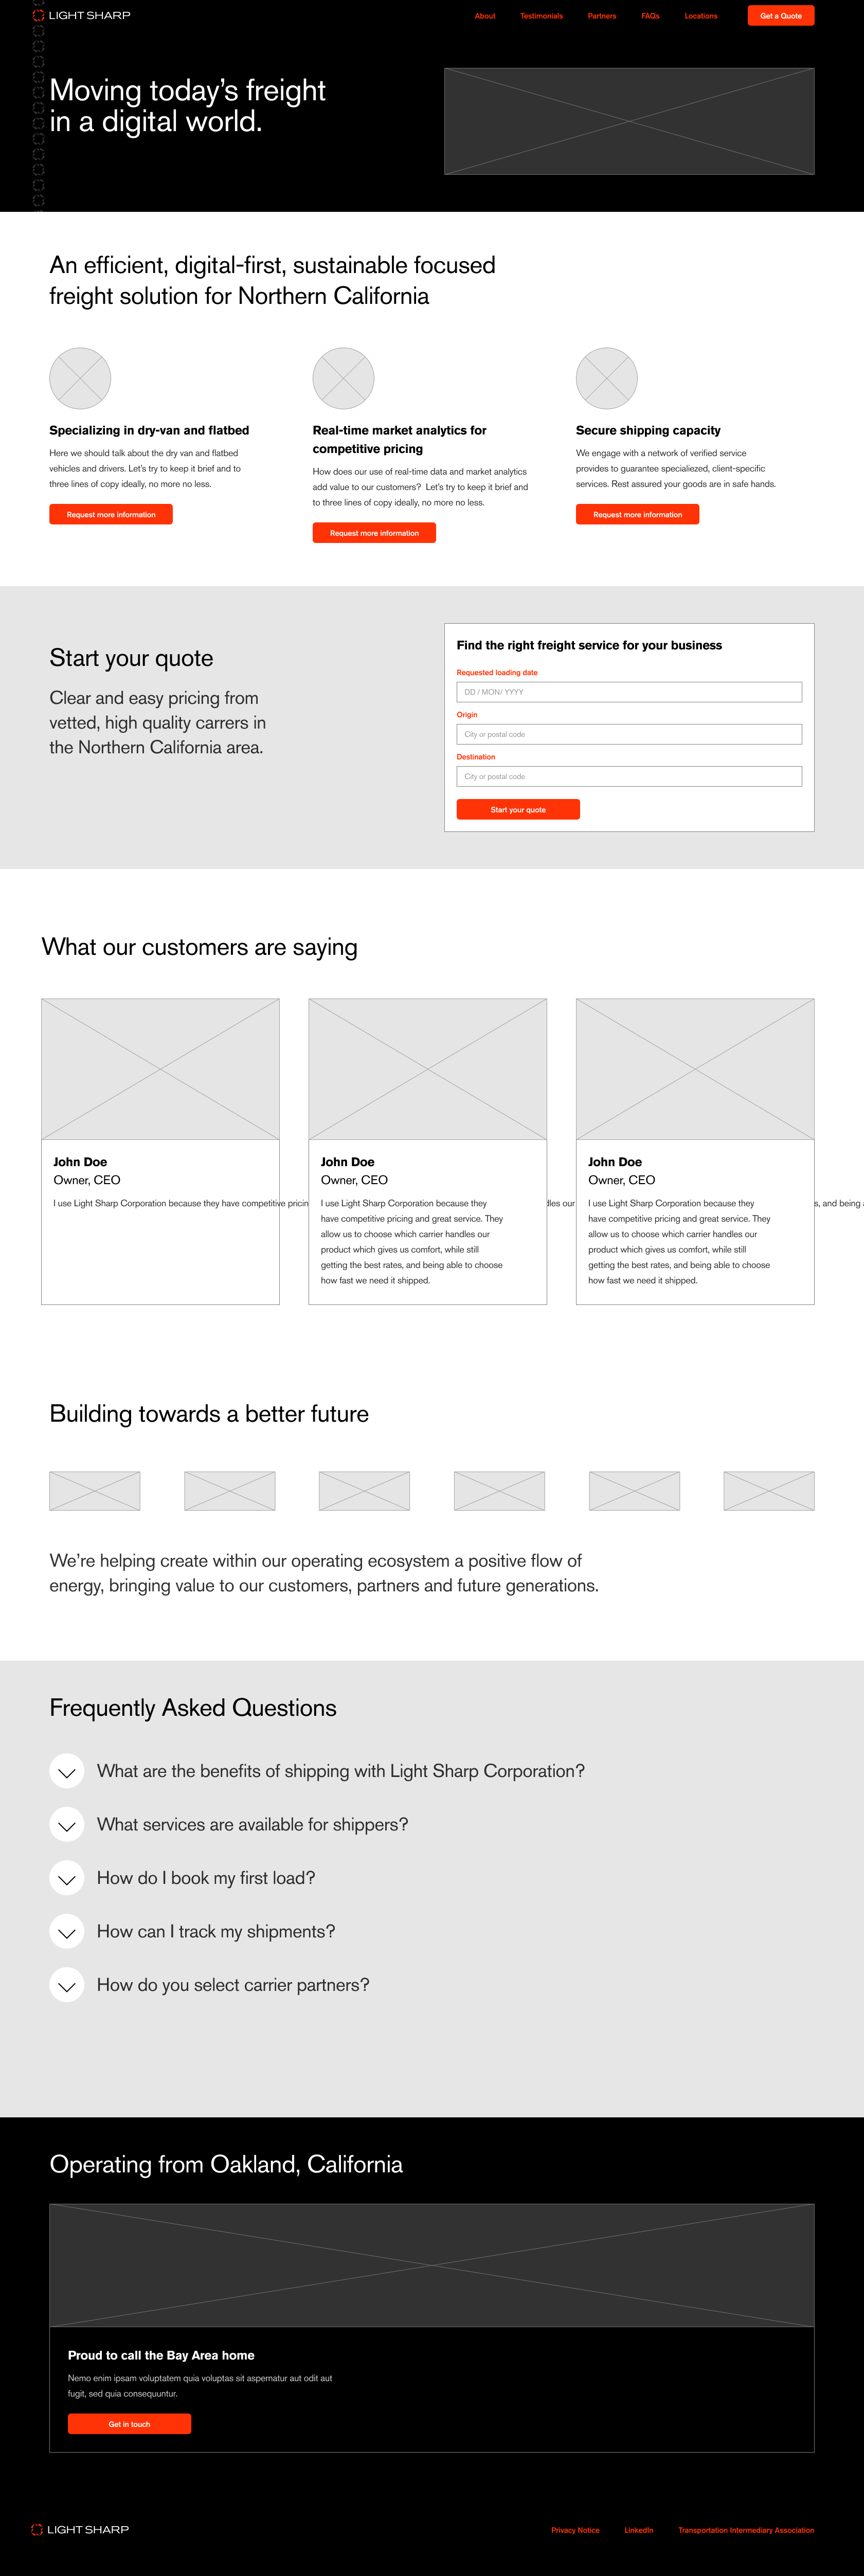 LIGHT SHARP
About
Testimonials
Partners
FAQs
Locations
Get a Quote
Moving today’s freight
in a digital world.
An efficient, digital-first, sustainable focused
freight solution for Northern California
Specializing in dry-van and flatbed
Here we should talk about the dry van and flatbed
vehicles and drivers. Let’s try to keep it brief and to
three lines of copy ideally, no more no less.
Request more information
Real-time market analytics for
competitive pricing
How does our use of real-time data and market analytics
add value to our customers?  Let’s try to keep it brief and
to three lines of copy ideally, no more no less.
Request more information
Secure shipping capacity
We engage with a network of verified service
provides to guarantee specialiezed, client-specific
services. Rest assured your goods are in safe hands.
Request more information
Start your quote
Clear and easy pricing from
vetted, high quality carrers in
the Northern California area.
Find the right freight service for your business
Requested loading date
DD / MON/ YYYY
Origin
City or postal code
Destination
City or postal code
Start your quote
What our customers are saying
John Doe
Owner, CEO
I use Light Sharp Corporation because they have competitive pricin
John Doe
Owner, CEO
I use Light Sharp Corporation because they
have competitive pricing and great service. They
allow us to choose which carrier handles our
product which gives us comfort, while still
getting the best rates, and being able to choose
how fast we need it shipped.
dles our
John Doe
Owner, CEO
I use Light Sharp Corporation because they
have competitive pricing and great service. They
allow us to choose which carrier handles our
product which gives us comfort, while still
getting the best rates, and being able to choose
how fast we need it shipped.
s, and being a
Building towards a better future
We’re helping create within our operating ecosystem a positive flow of
energy, bringing value to our customers, partners and future generations.
Frequently Asked Questions
What are the benefits of shipping with Light Sharp Corporation?
What services are available for shippers?
How do I book my first load?
How can I track my shipments?
How do you select carrier partners?
Operating from Oakland, California
Proud to call the Bay Area home
Nemo enim ipsam voluptatem quia voluptas sit aspernatur aut odit aut
fugit, sed quia consequuntur.
Get in touch
LIGHT SHARP
Privacy Notice
LinkedIn
Transportation Intermediary Association